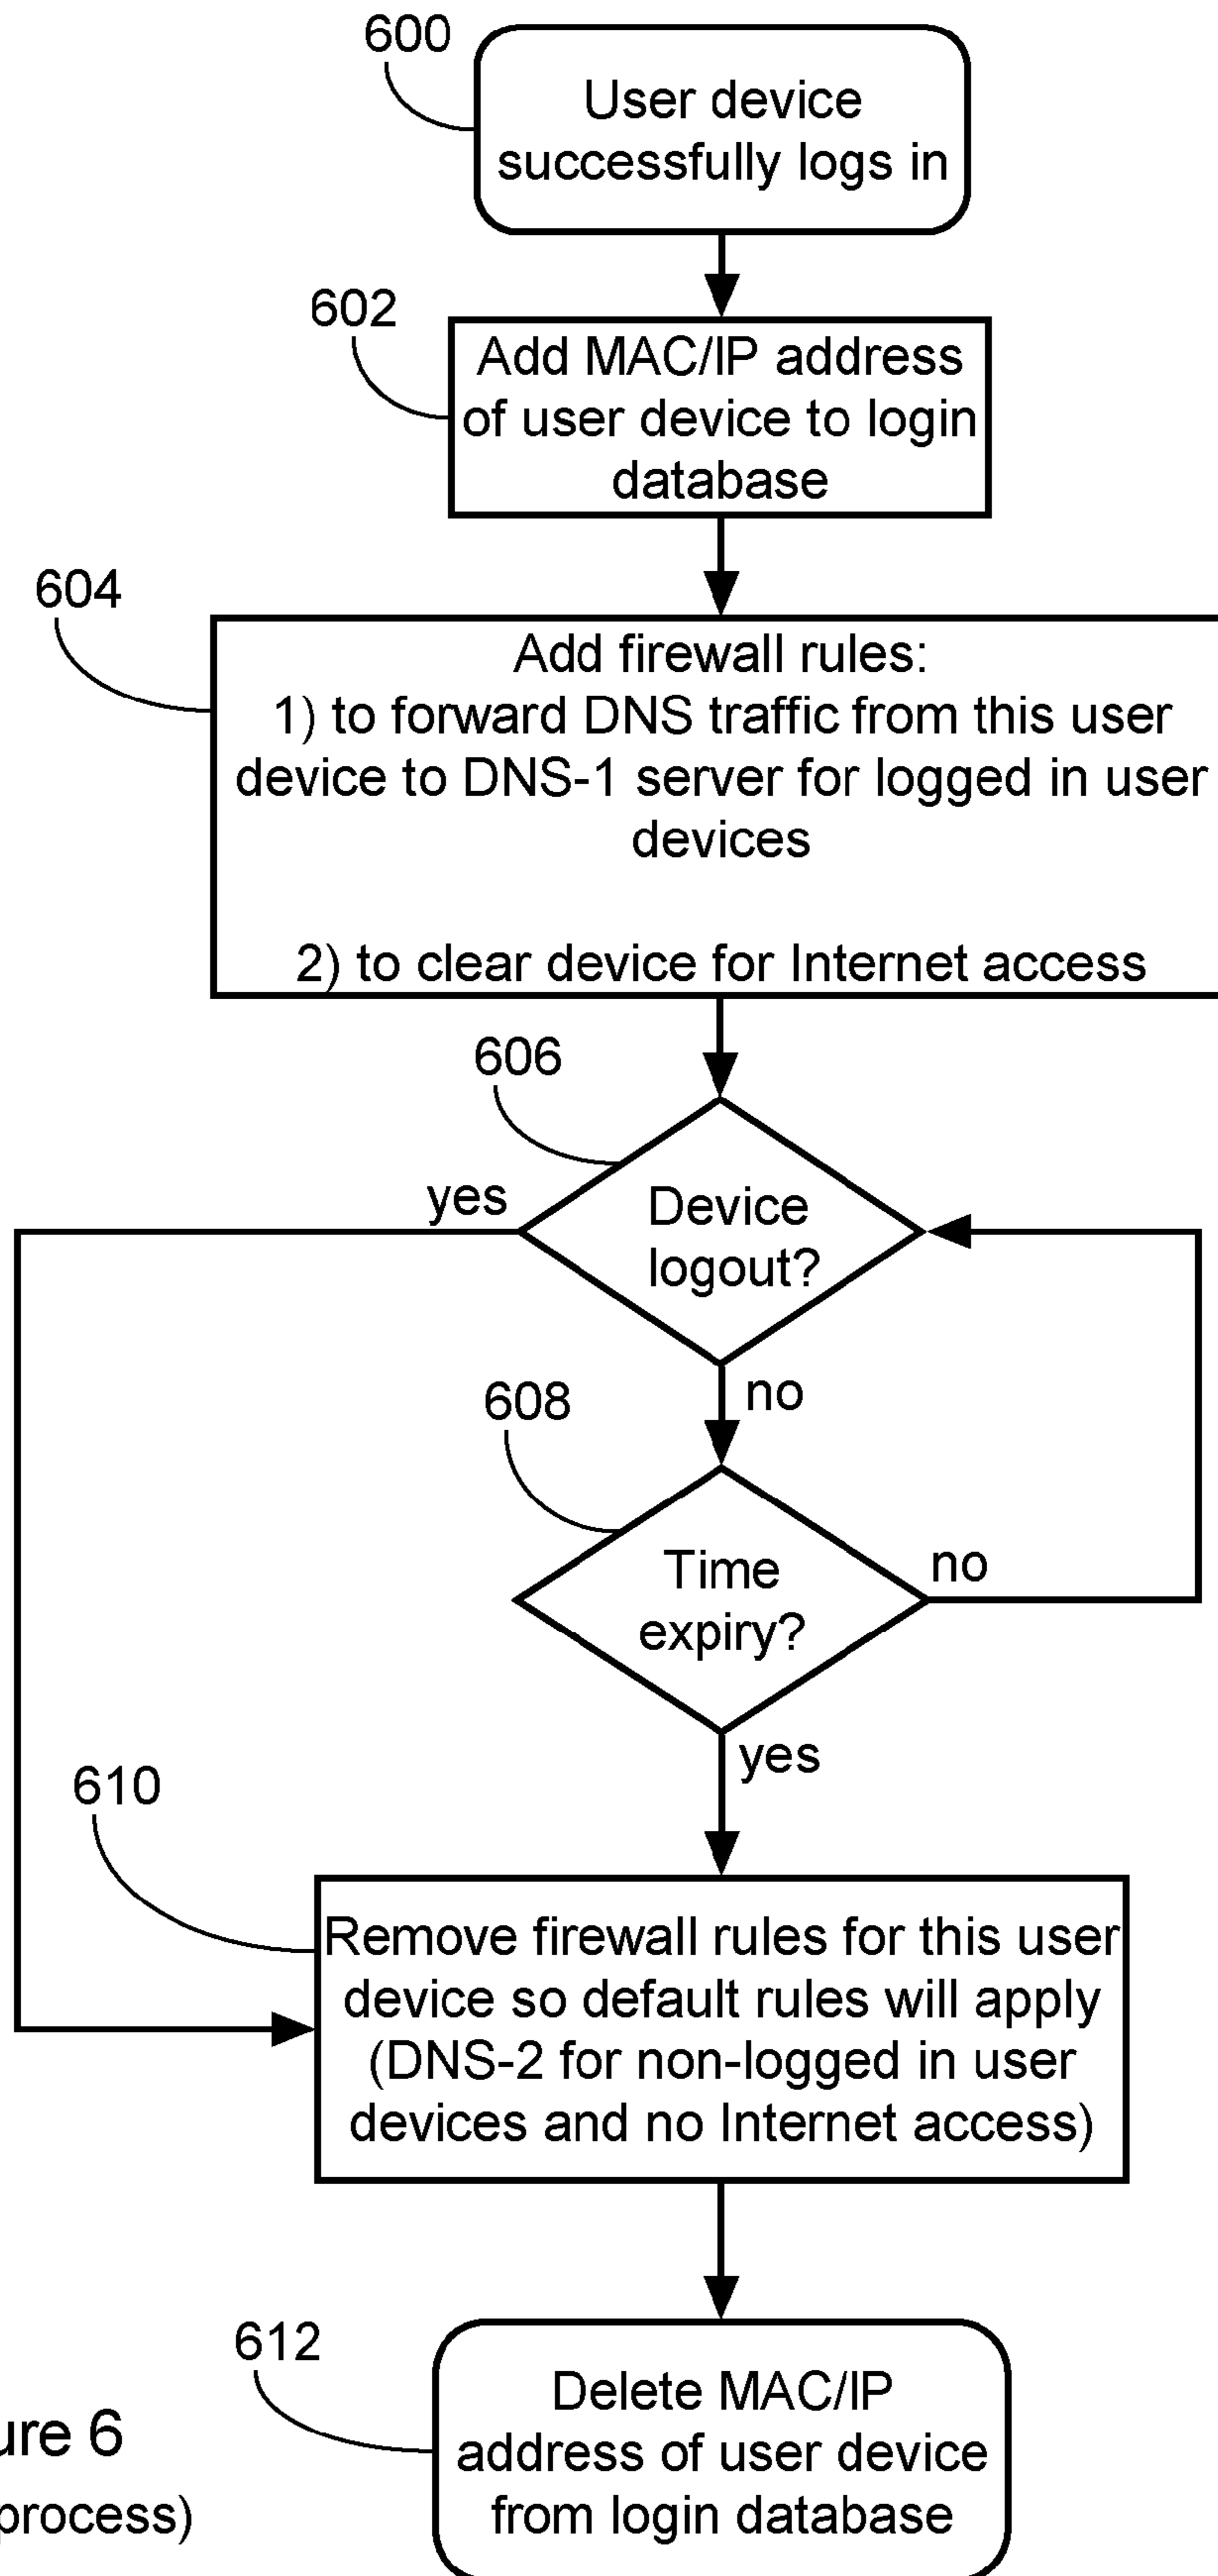 600
User device
successfully logs in
602
Add MAC/IP address
of user device to login
database
604
Add firewall rules:
1) to forward DNS traffic from this user
device to DNS-1 server for logged in user
devices
2) to clear device for Internet access
606
yes
Device
logout?
no
608
Time
expiry?
no
yes
610
Remove firewall rules for this user
device so default rules will apply
(DNS-2 for non-logged in user
devices and no Internet access)
612
Delete MAC/IP
address of user device
from login database
6
process)